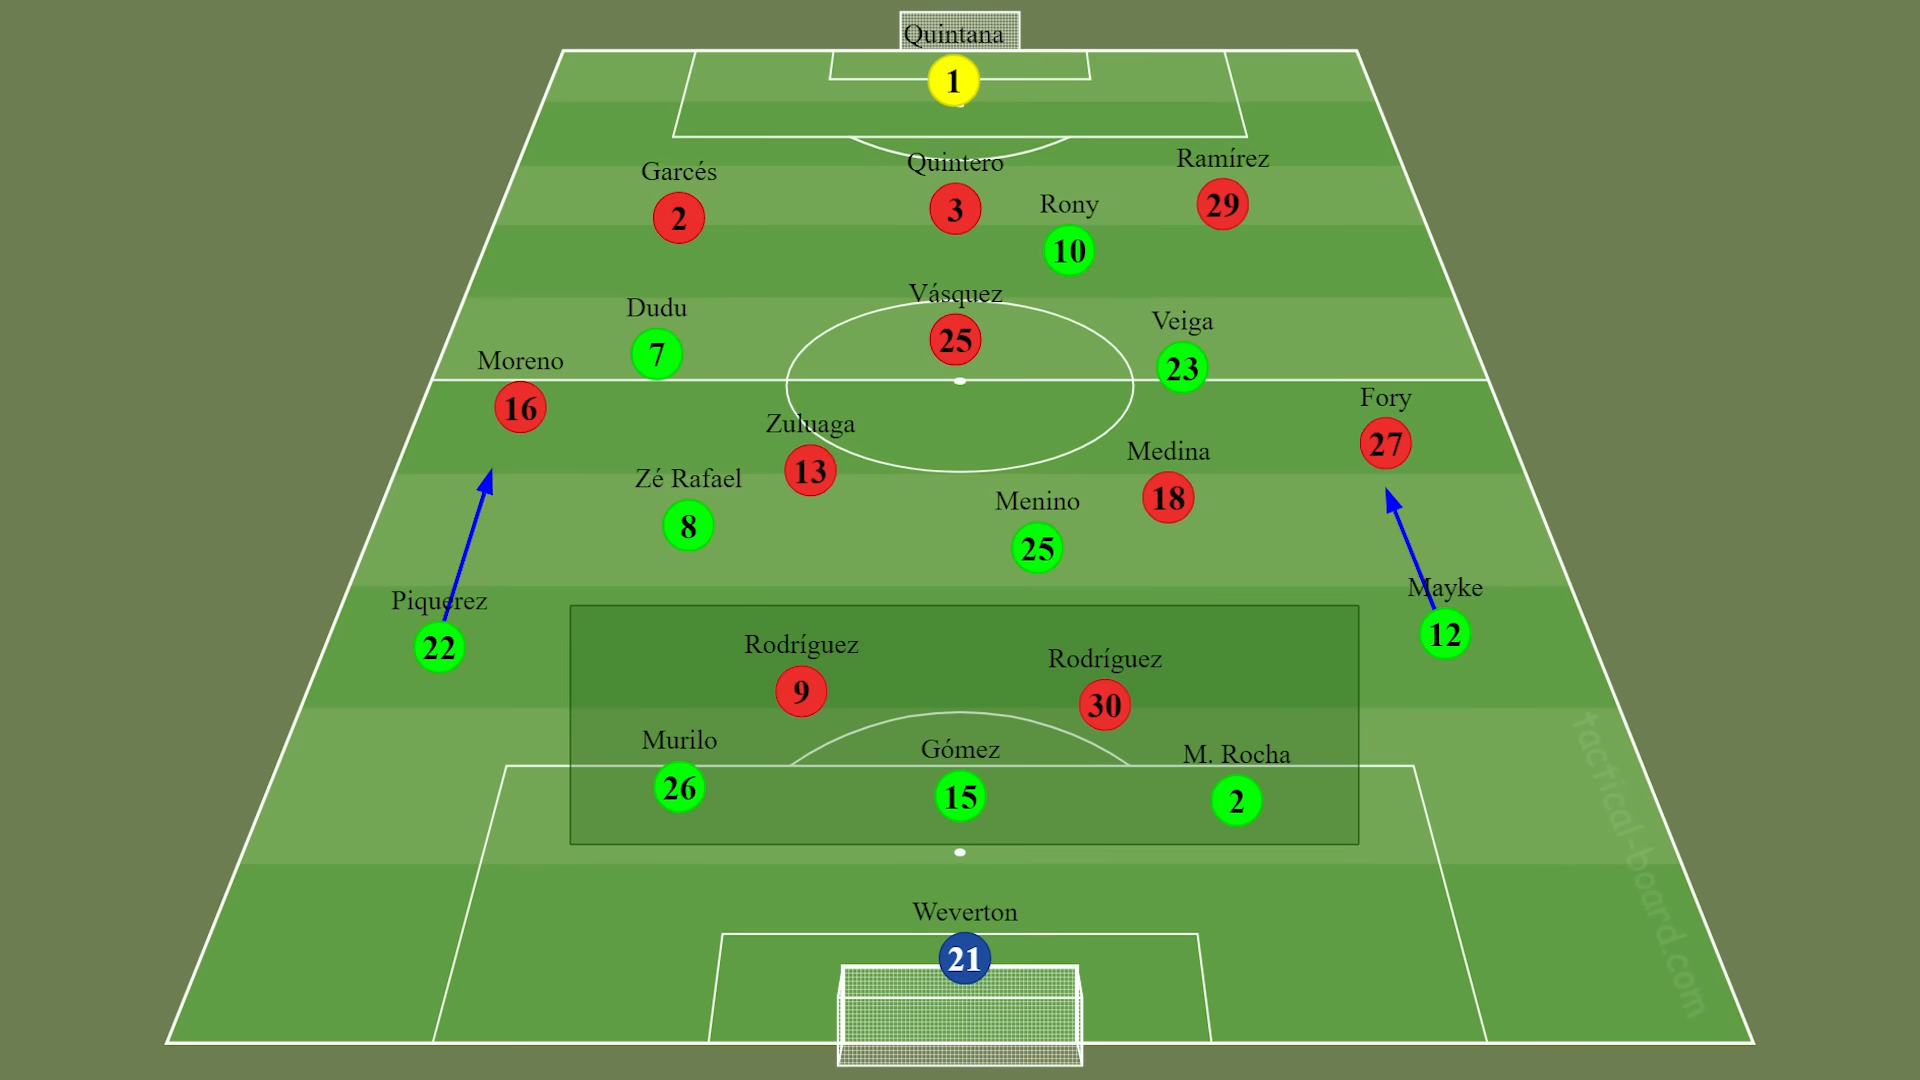 Quintana
1
Garcés
2
Quintero
3
Ramírez
29
Rony
10
Vásquez
25
Dudu
7
Veiga
23
Moreno
16
Fory
27
Zuluaga
13
Medina
18
Zé Rafael
8
Menino
25
Piquerez
22
Mayke
12
Rodríguez
9
Rodríguez
30
Murilo
26
Gómez
15
M. Rocha
2
Weverton
21
tactical-board.com